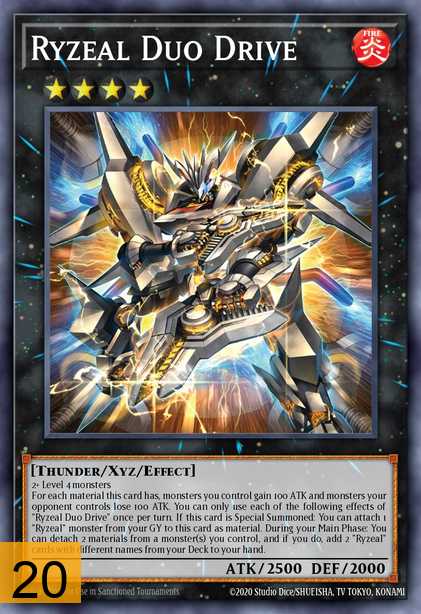 RYZEAL DUO DRIVE
FIRE
炎
[THUNDER/XYZ/EFFECT]
2+ Level 4 monsters
For each material this card has, monsters you control gain 100 ATK and monsters your
opponent controls lose 100 ATK. You can only use each of the following effects of
"Ryzeal Duo Drive" once per turn. If this card is Special Summoned: You can attach 1
"Ryzeal" monster from your GY to this card as material. During your Main Phase: You
can detach 2 materials from a monster(s) you control, and if you do, add 2 "Ryzeal"
cards with different names from your Deck to your hand.
ATK/2500 DEF/2000
20
Use in Sanctioned Tournaments
©2020 Studio Dice/SHUEISHA, TV TOKYO, KONAMI